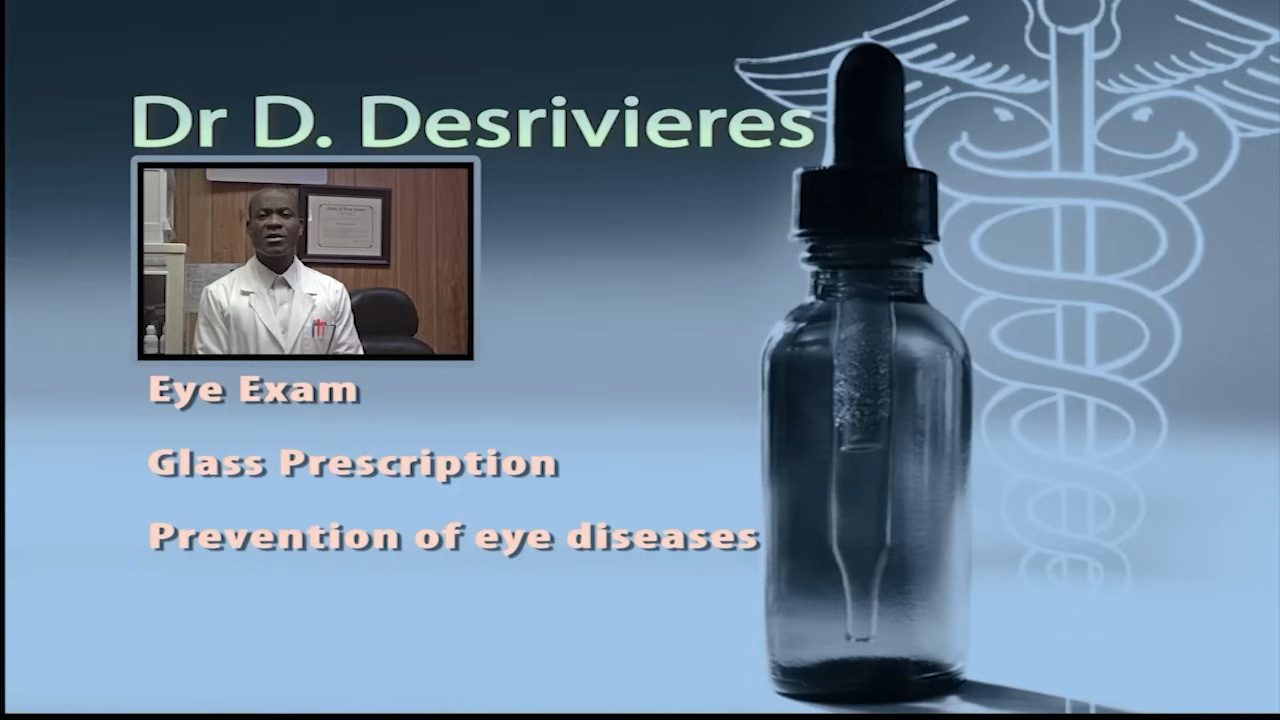 Dr D. Desrivieres
Eye Exam
Glass Prescription
Prevention of eye diseases